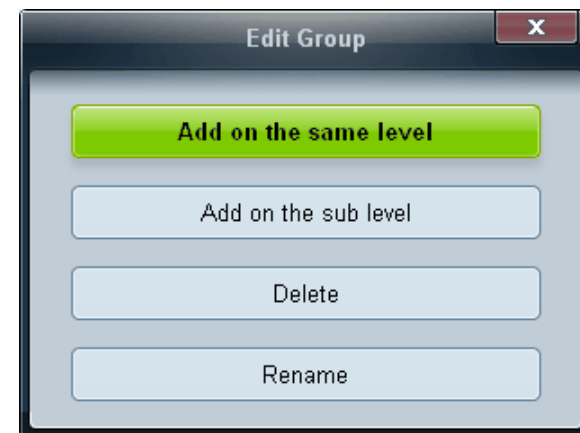 Edit Group
x
Add on the same level
Add on the sub level
Delete
Rename